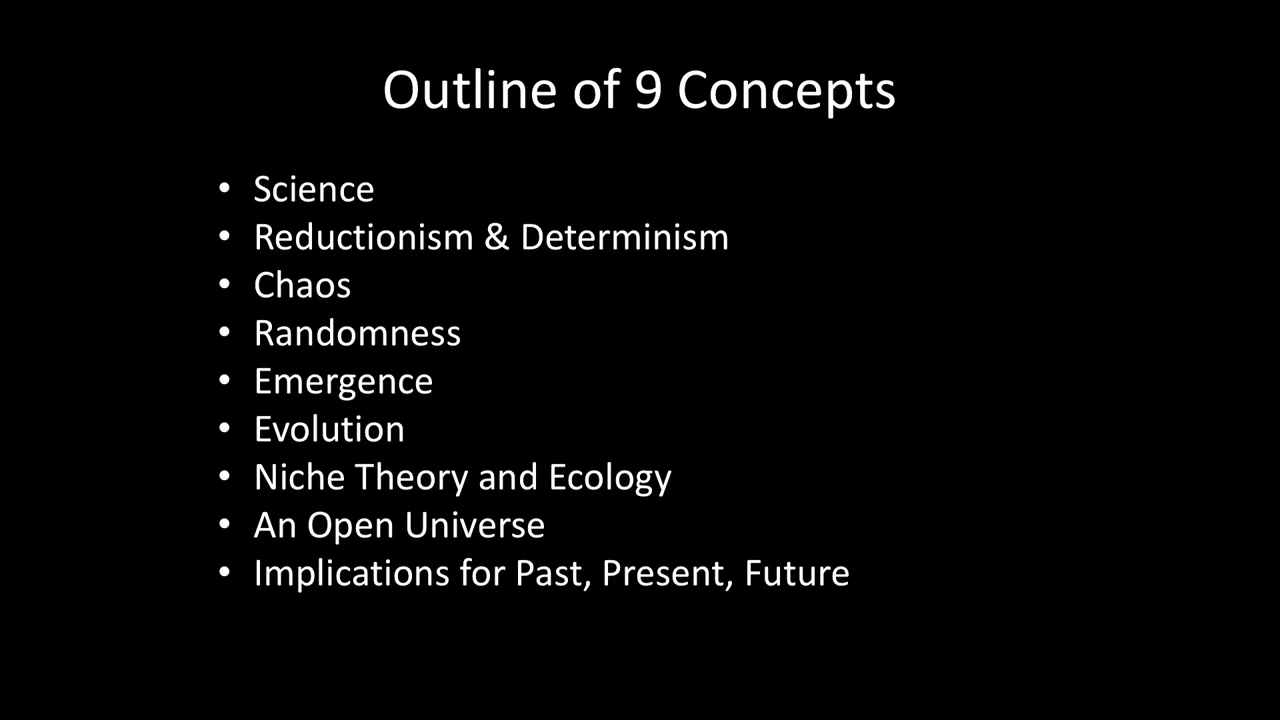 Outline of 9 Concepts
• Science
• Reductionism & Determinism
• Chaos
• Randomness
• Emergence
• Evolution
• Niche Theory and Ecology
• An Open Universe
• Implications for Past, Present, Future